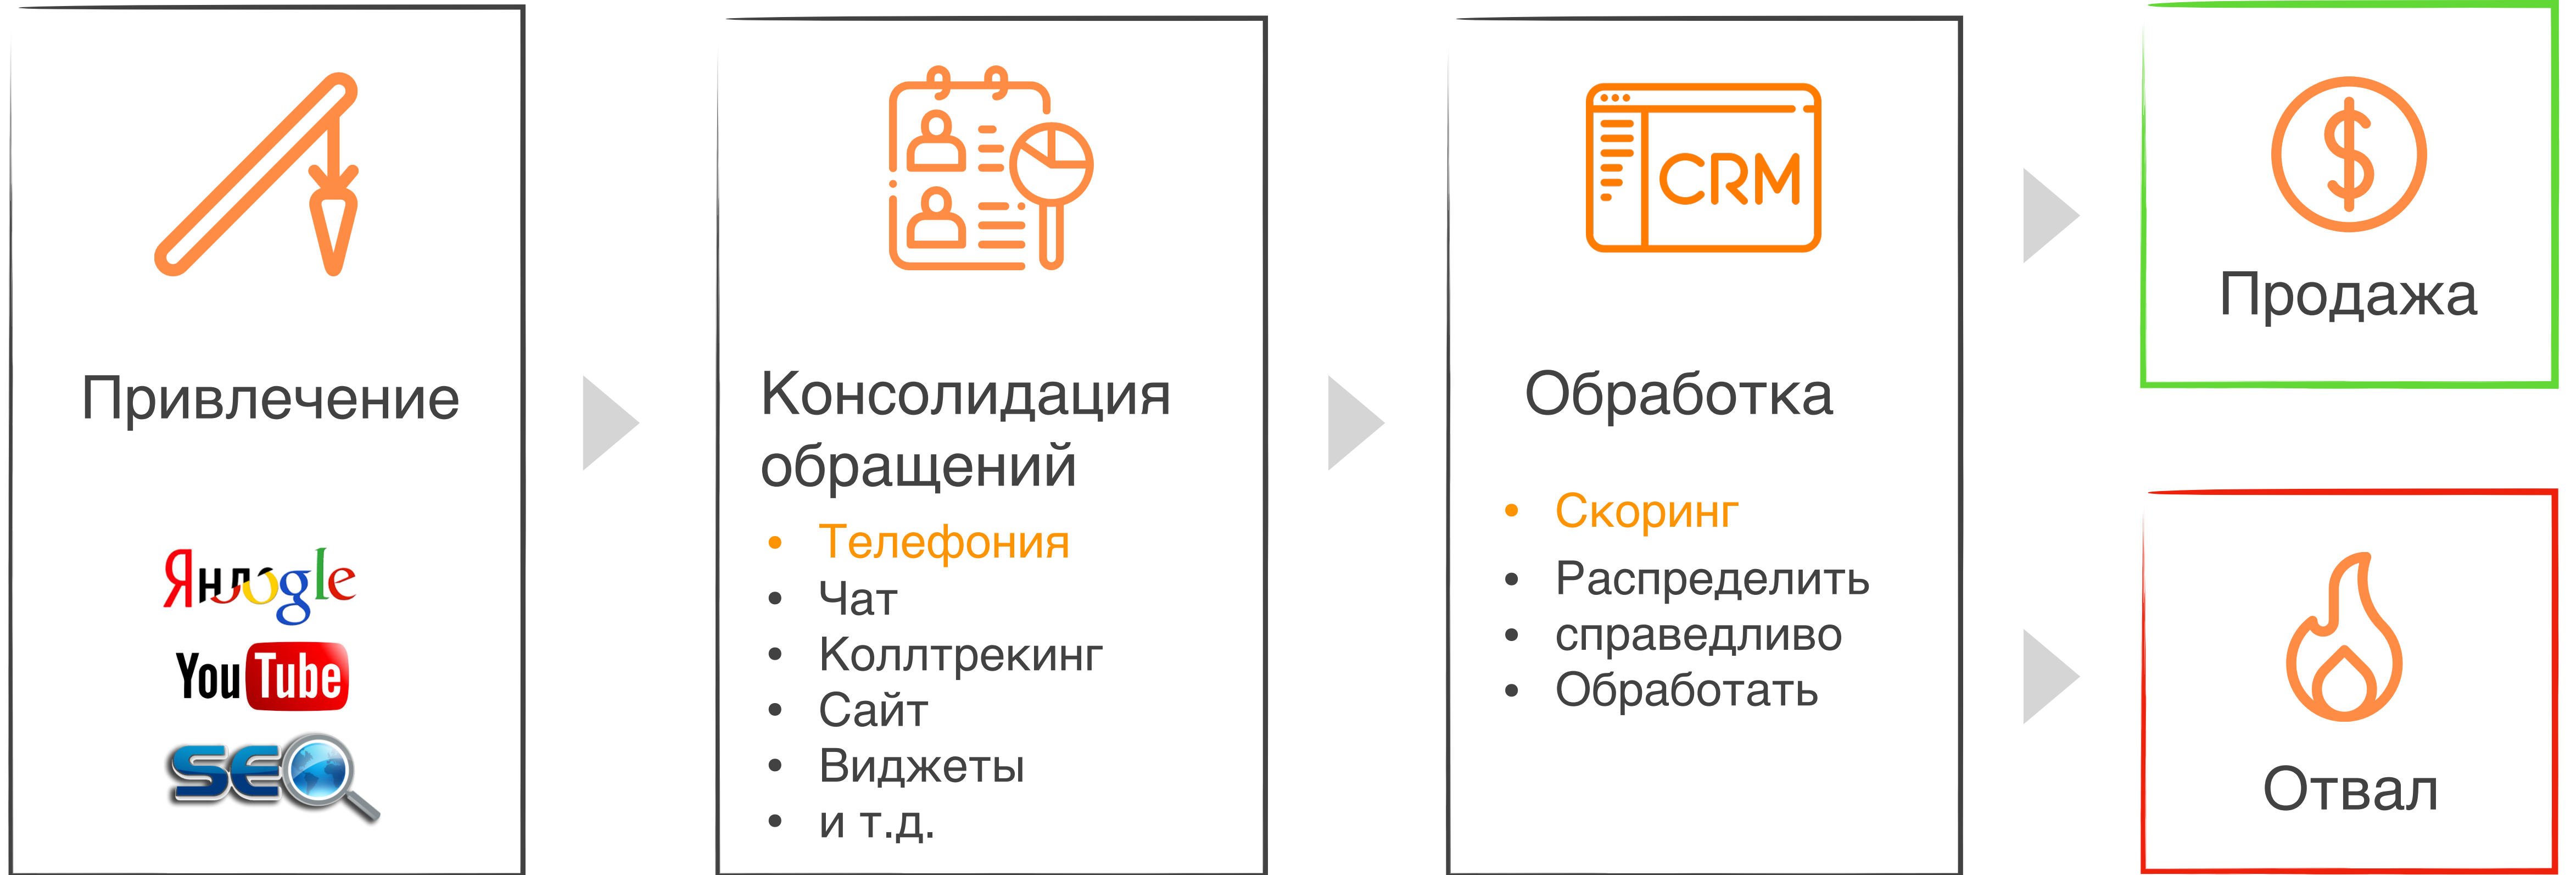 Привлечение
Янлogle
YouTube
SEO
Консолидация
обращений
• Телефония
• Чат
• Коллтрекинг
• Сайт
• Виджеты
• и т.д.
CRM
Обработка
• Скоринг
• Распределить
• справедливо
• Обработать
$
Продажа
Отвал